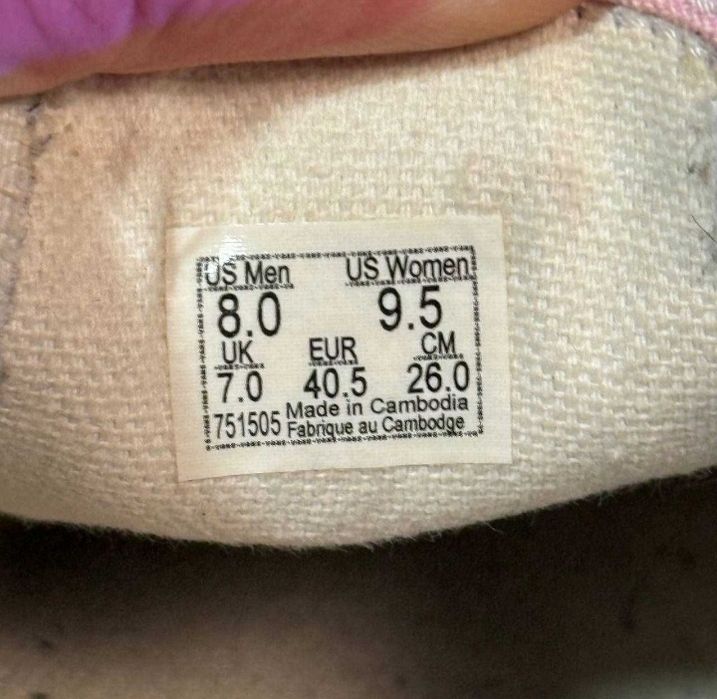 US Men US Women
8.0 9.5
UK EUR CM
7.0 40.5 26.0
751505 Made in Cambodia
Fabrique au Cambodge